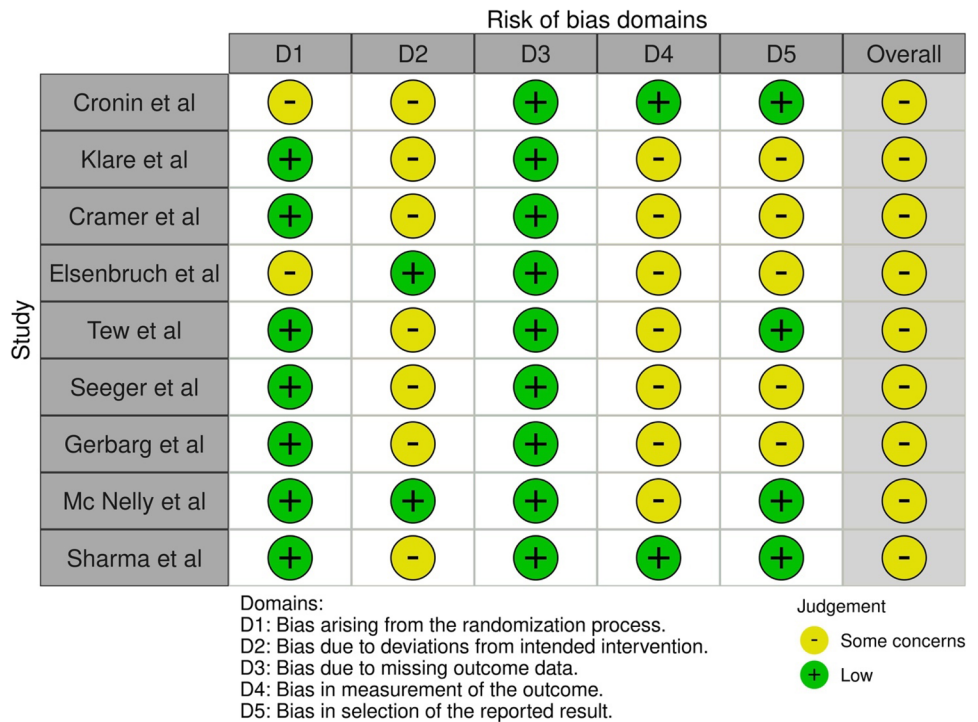 Risk of bias domains
D1 D2 D3 D4 D5 Overall
Study
Cronin et al - - + + + -
Klare et al + - + - - -
Cramer et al + - + - - -
Elsenbruch et al - + + - - -
Tew et al + - + - + -
Seeger et al + - + - - -
Gerbarg et al + - + - - -
Mc Nelly et al + + + - + -
Sharma et al + - + + + -
Domains:
D1: Bias arising from the randomization process.
D2: Bias due to deviations from intended intervention.
D3: Bias due to missing outcome data.
D4: Bias in measurement of the outcome.
D5: Bias in selection of the reported result.
Judgement
- Some concerns
+ Low